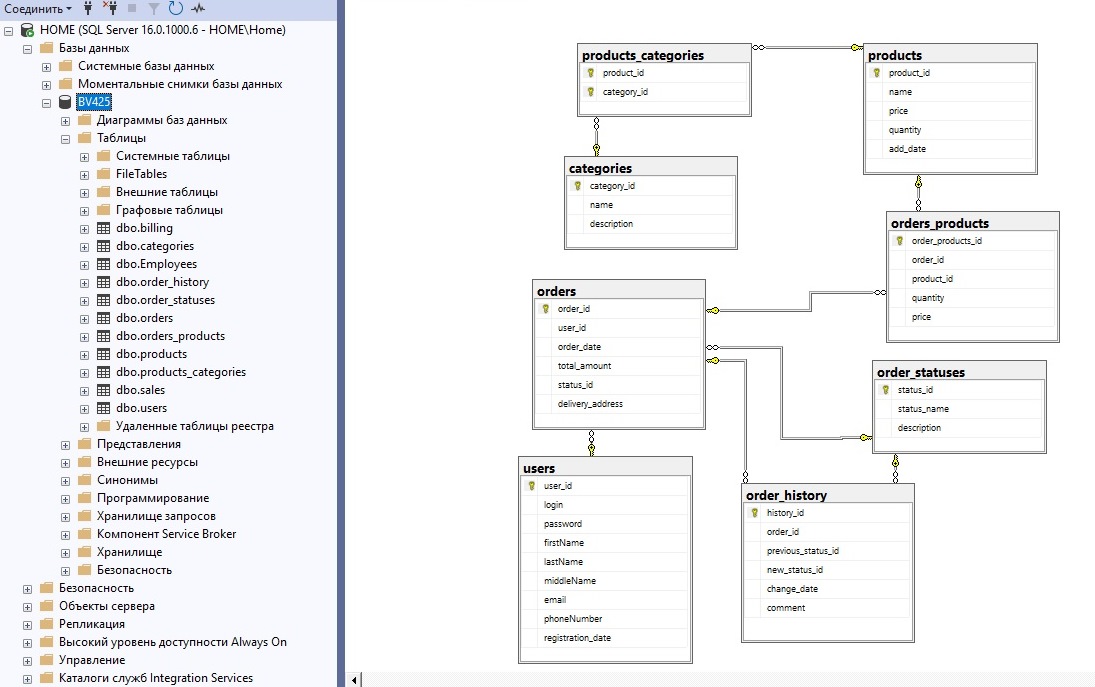 Соединить
HOME (SQL Server 16.0.1000.6 - HOME\Home)
Базы данных
Системные базы данных
Моментальные снимки базы данных
BV425
Диаграммы баз данных
Таблицы
Системные таблицы
FileTables
Внешние таблицы
Графовые таблицы
dbo.billing
dbo.categories
dbo.Employees
dbo.order_history
dbo.order_statuses
dbo.orders
dbo.orders_products
dbo.products
dbo.products_categories
dbo.sales
dbo.users
Удаленные таблицы реестра
Представления
Внешние ресурсы
Синонимы
Программирование
Хранилище запросов
Компонент Service Broker
Хранилище
Безопасность
Безопасность
Объекты сервера
Репликация
Высокий уровень доступности Always On
Управление
Каталоги служб Integration Services
products_categories
product_id
category_id
products
product_id
name
price
quantity
add_date
categories
category_id
name
description
orders_products
order_products_id
order_id
product_id
quantity
price
orders
order_id
user_id
order_date
total_amount
status_id
delivery_address
order_statuses
status_id
status_name
description
users
user_id
login
password
firstName
lastName
middleName
email
phoneNumber
registration_date
order_history
history_id
order_id
previous_status_id
new_status_id
change_date
comment